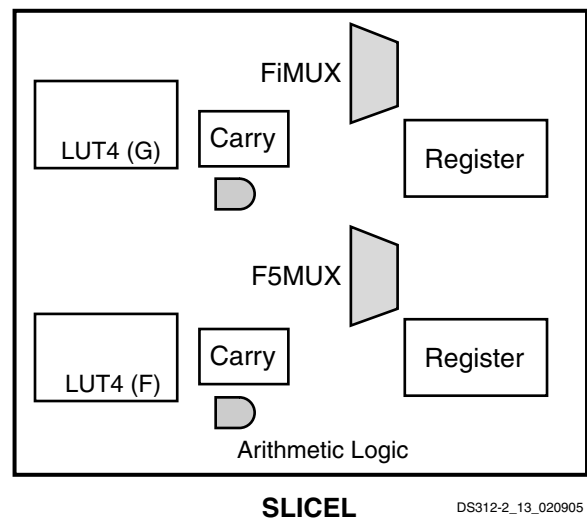 FiMUX
LUT4 (G)
Carry
Register
F5MUX
LUT4 (F)
Carry
Register
Arithmetic Logic
SLICEL
DS312-2_13_020905